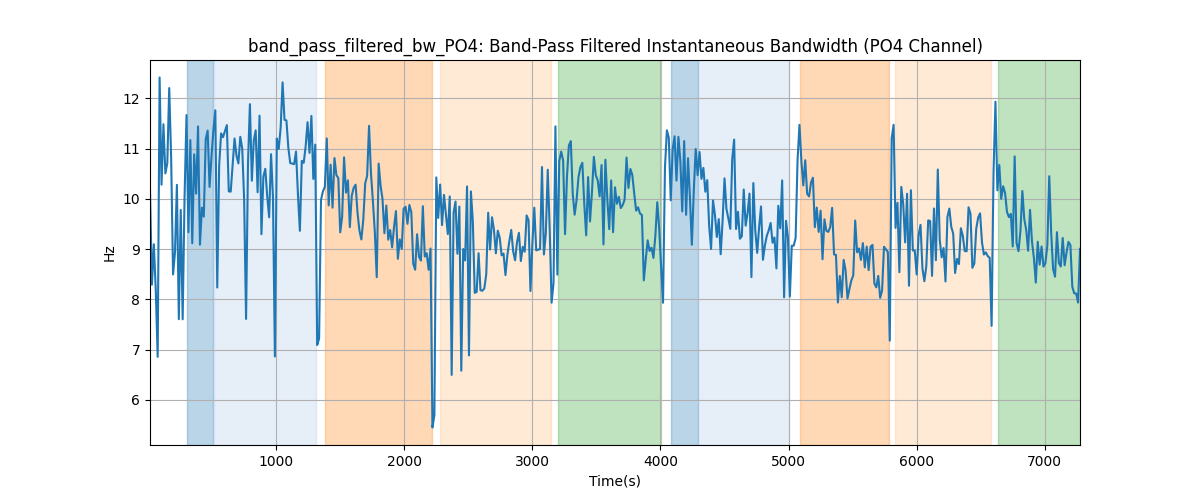 band_pass_filtered_bw_PO4: Band-Pass Filtered Instantaneous Bandwidth (PO4 Channel)
12
11
10
9
8
7
6
Hz
1000 2000 3000 4000 5000 6000 7000
Time(s)